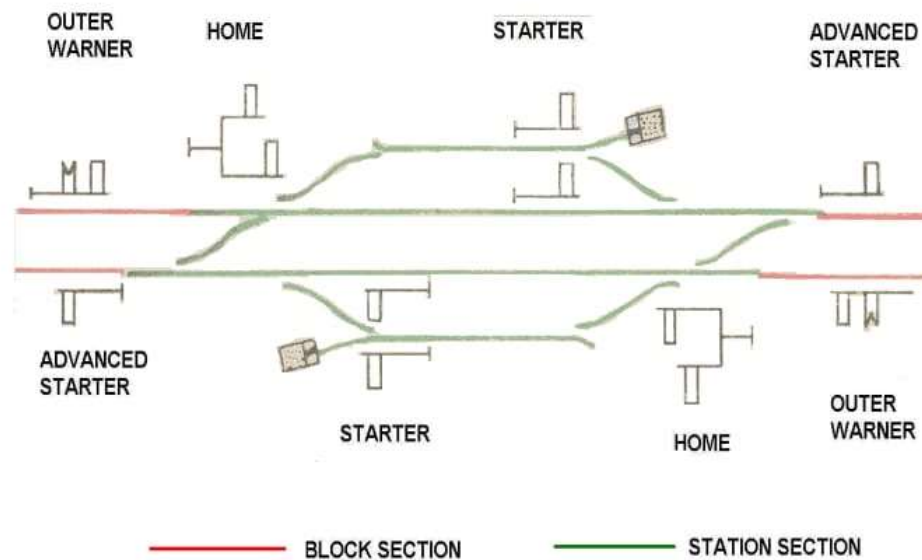 OUTER
WARNER
HOME
STARTER
ADVANCED
STARTER
ADVANCED
STARTER
STARTER
HOME
OUTER
WARNER
BLOCK SECTION
STATION SECTION